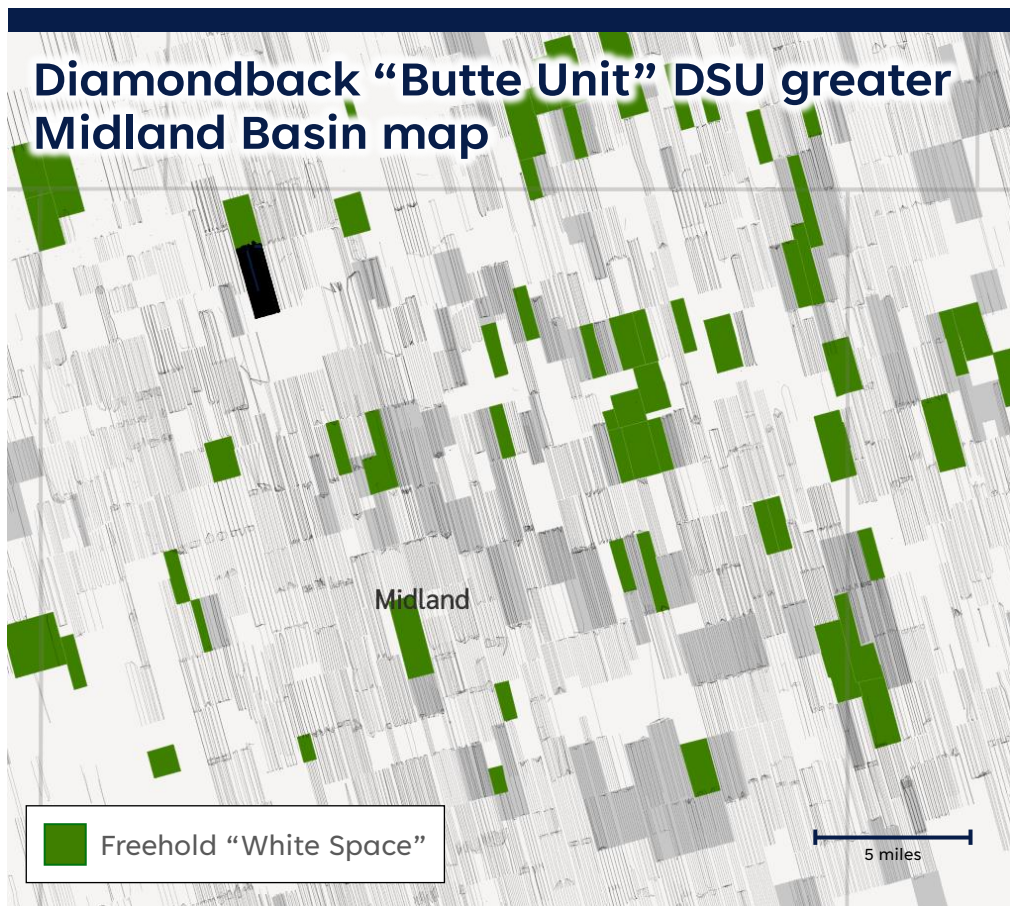 Diamondback “Butte Unit” DSU greater
Midland Basin map
Midland
Freehold “White Space”
5 miles